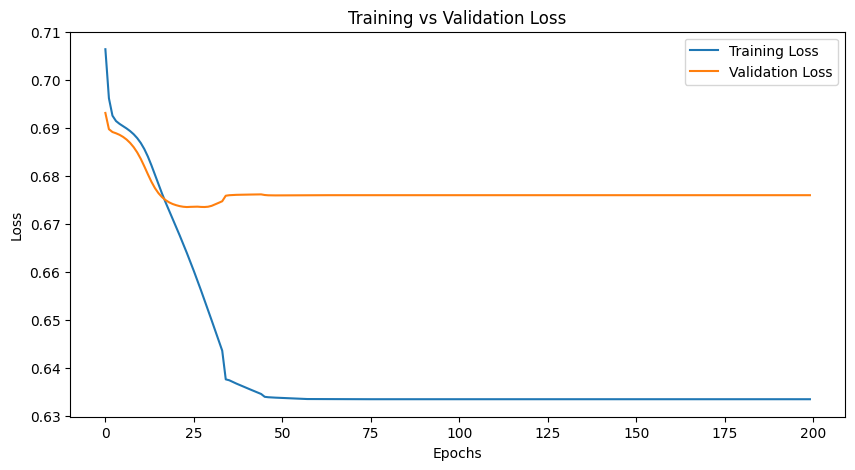 Training vs Validation Loss
Training Loss
Validation Loss
0.71
0.70
0.69
0.68
0.67
0.66
0.65
0.64
0.63
Loss
0 25 50 75 100 125 150 175 200
Epochs